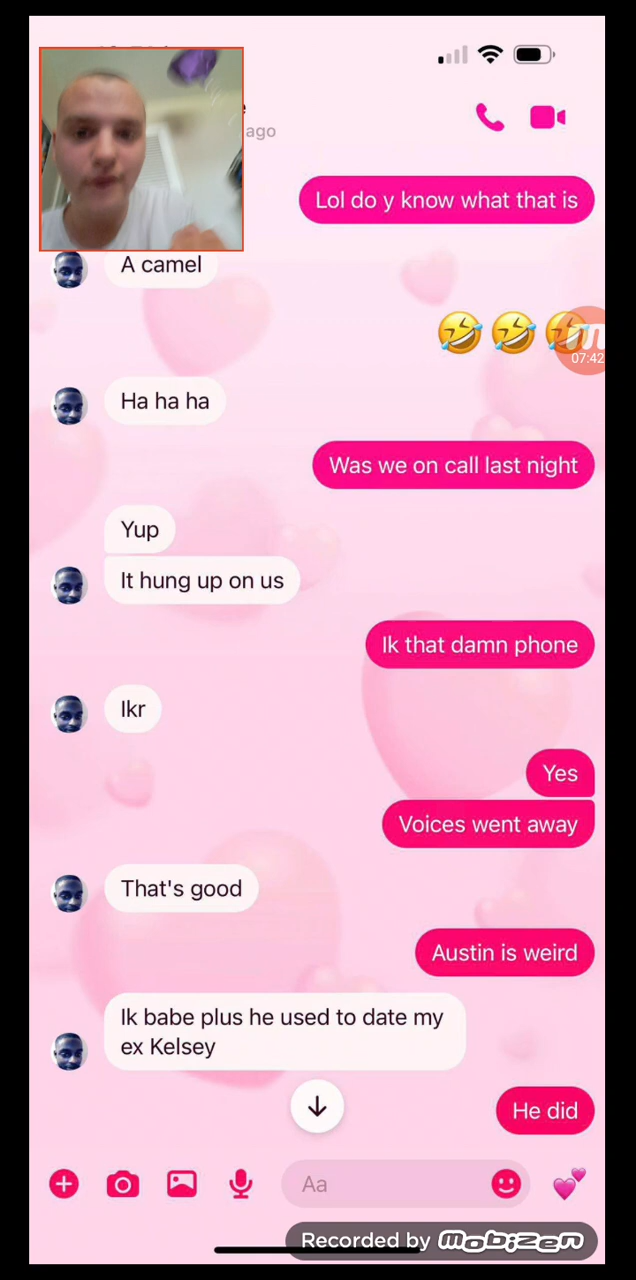 ago
Lol do y know what that is
A camel
🤣🤣🤣
07:42
Ha ha ha
Was we on call last night
Yup
It hung up on us
Ik that damn phone
Ikr
Yes
Voices went away
That's good
Austin is weird
Ik babe plus he used to date my
ex Kelsey
He did
Aa
Recorded by mobizen